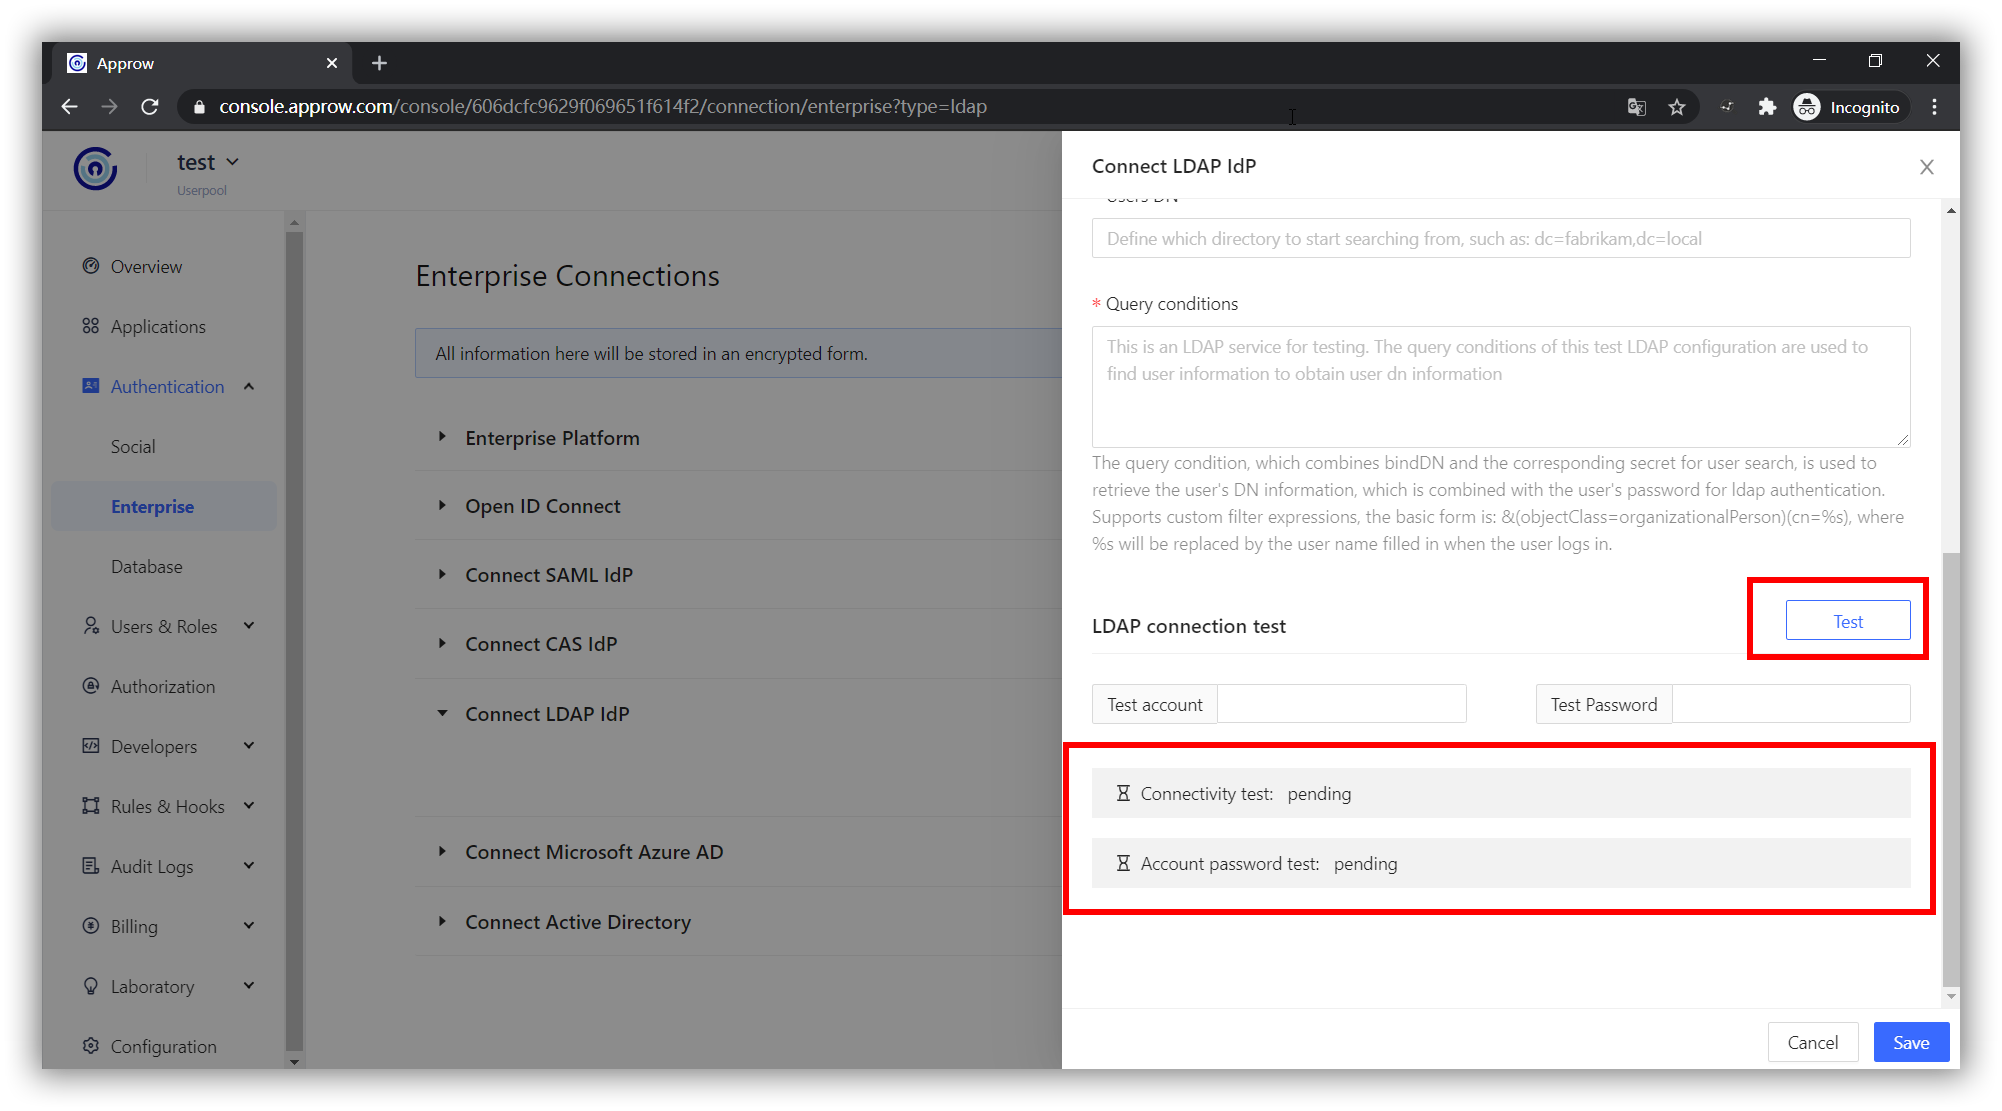 Approw
console.approw.com/console/606dcfc9629f069651f614f2/connection/enterprise?type=ldap
Incognito
test
Userpool
Overview
Applications
Authentication
Social
Enterprise
Database
Users & Roles
Authorization
Developers
Rules & Hooks
Audit Logs
Billing
Laboratory
Configuration
Enterprise Connections
All information here will be stored in an encrypted form.
Enterprise Platform
Open ID Connect
Connect SAML IdP
Connect CAS IdP
Connect LDAP IdP
Connect Microsoft Azure AD
Connect Active Directory
Connect LDAP IdP
Users DN
Define which directory to start searching from, such as: dc=fabrikam,dc=local
* Query conditions
This is an LDAP service for testing. The query conditions of this test LDAP configuration are used to
find user information to obtain user dn information
The query condition, which combines bindDN and the corresponding secret for user search, is used to
retrieve the user's DN information, which is combined with the user's password for ldap authentication.
Supports custom filter expressions, the basic form is: &(objectClass=organizationalPerson)(cn=%s), where
%s will be replaced by the user name filled in when the user logs in.
LDAP connection test
Test
Test account
Test Password
Connectivity test: pending
Account password test: pending
Cancel
Save